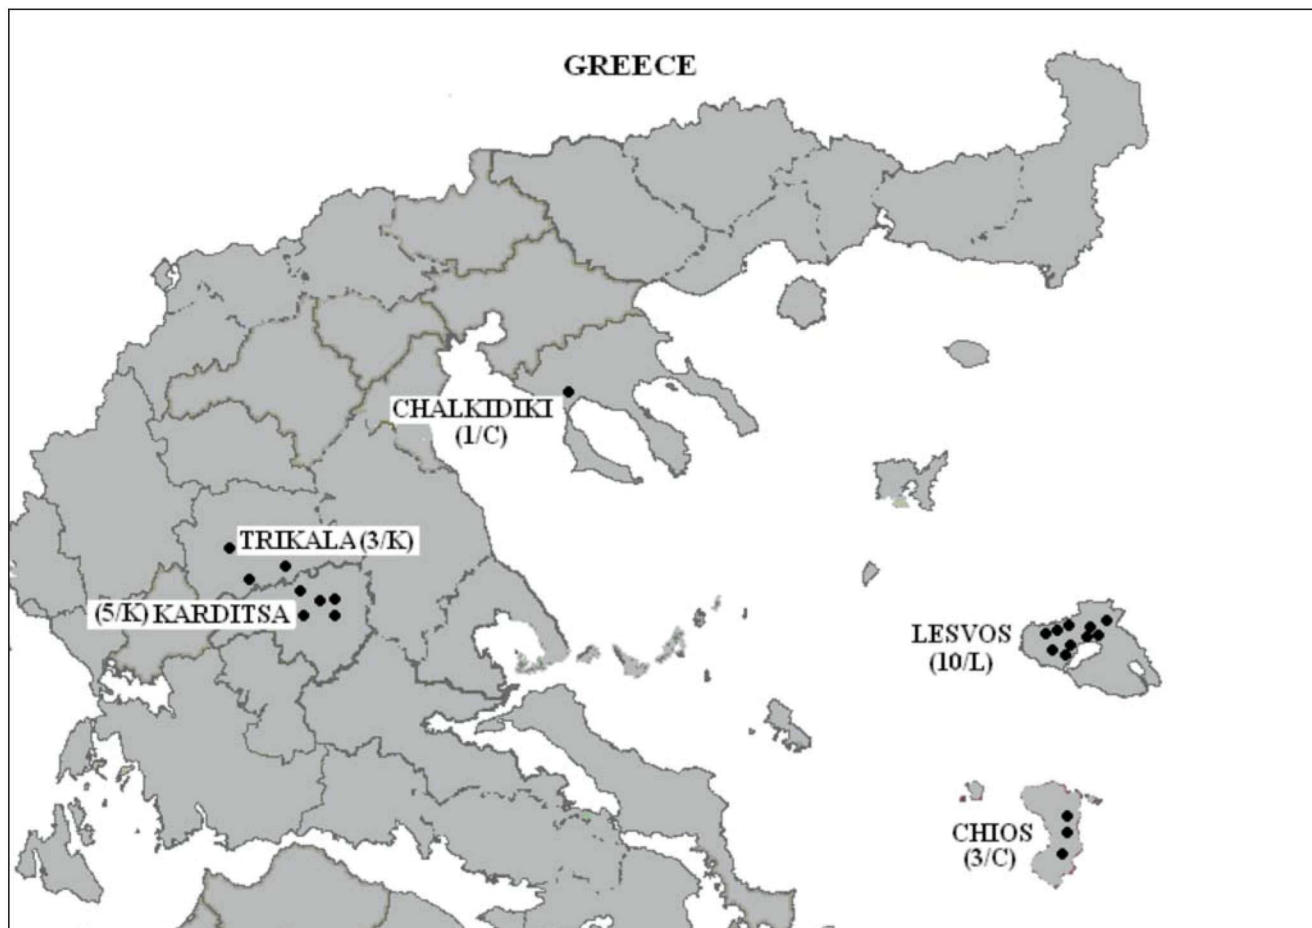 GREECE
CHALKIDIKI
(1/C)
TRIKALA (3/K)
(5/K) KARDITSA
LESVOS
(10/L)
CHIOS
(3/C)